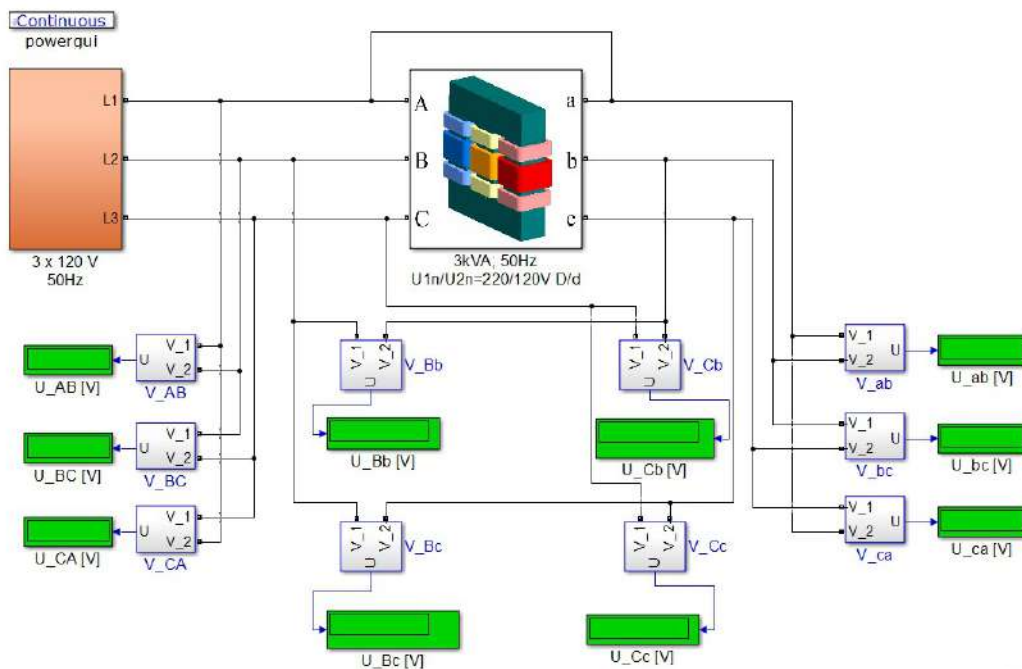 Continuous
powergui
L1
L2
L3
A
B
C
a
b
c
3 x 120 V
50Hz
3kVA; 50Hz
U1n/U2n=220/120V D/d
U
V_1
V_2
U_AB [V]
V_AB
U
V_1
V_2
U_BC [V]
V_BC
U
V_1
V_2
U_CA [V]
V_CA
V_1
V_2
U
V_Bb
U_Bb [V]
V_1
V_2
U
V_Cb
U_Cb [V]
V_1
V_2
U
V_Bc
U_Bc [V]
V_1
V_2
U
V_Cc
U_Cc [V]
V_1
V_2
U
V_ab
U_ab [V]
V_1
V_2
U
V_bc
U_bc [V]
V_1
V_2
U
V_ca
U_ca [V]